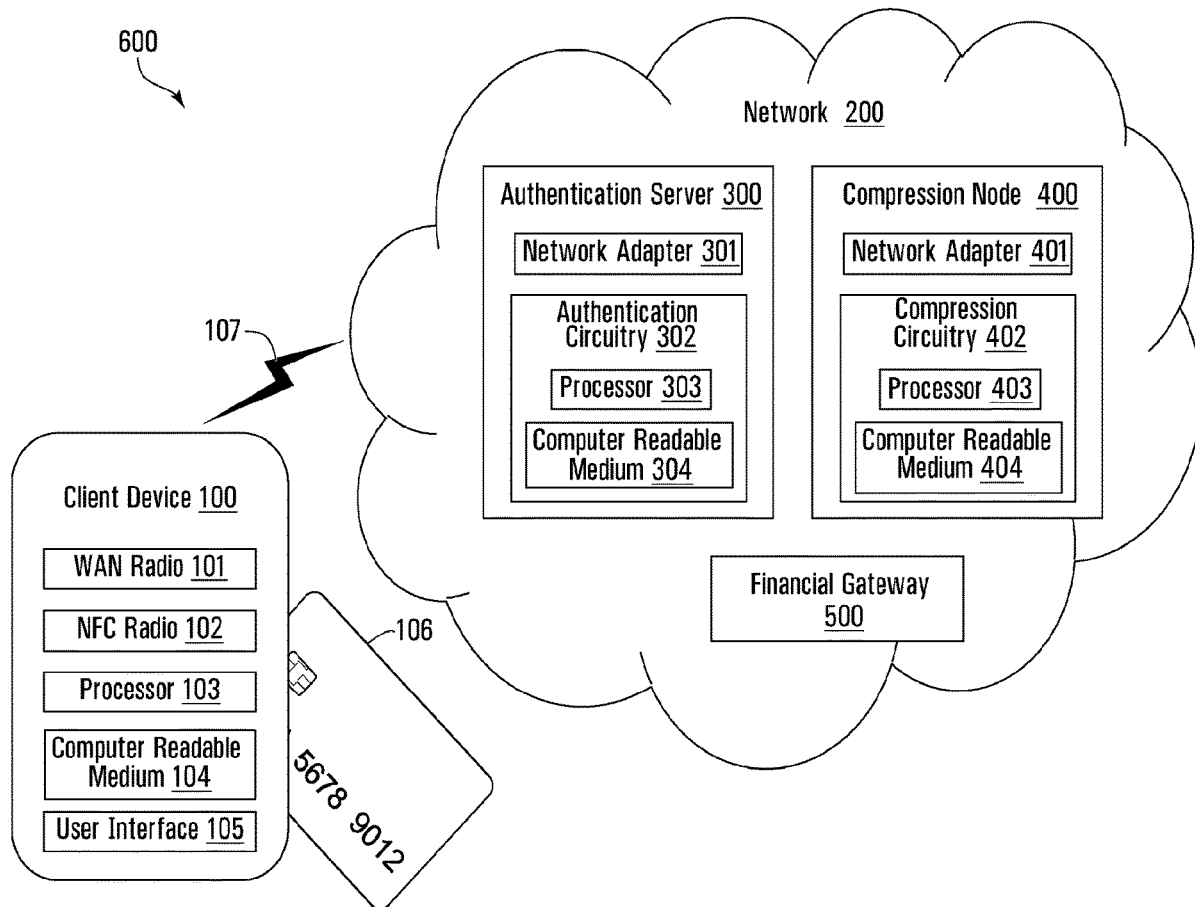 600
Network 200
Authentication Server 300
Network Adapter 301
Authentication
Circuitry 302
Processor 303
Computer Readable
Medium 304
Compression Node 400
Network Adapter 401
Compression
Circuitry 402
Processor 403
Computer Readable
Medium 404
Financial Gateway
500
107
Client Device 100
WAN Radio 101
NFC Radio 102
Processor 103
Computer Readable
Medium 104
User Interface 105
106
5678 9012